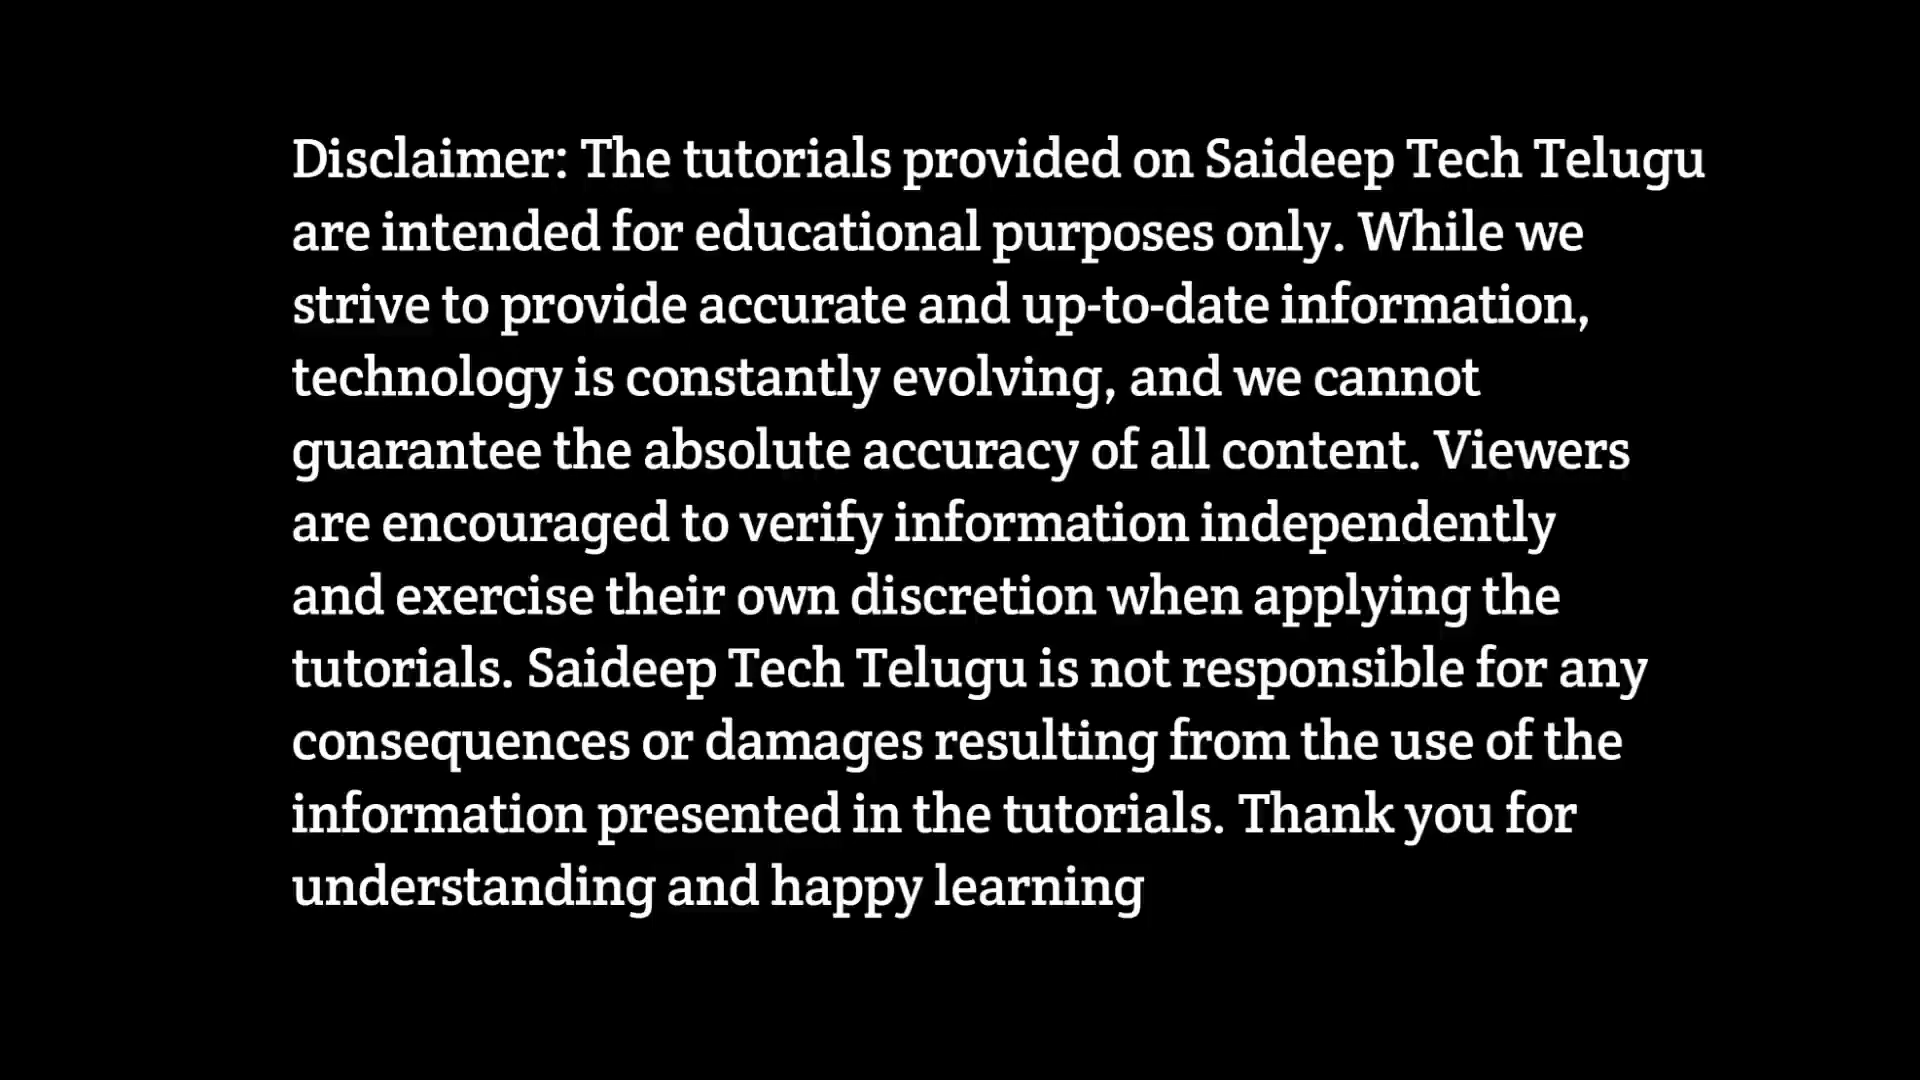 Disclaimer: The tutorials provided on Saideep Tech Telugu
are intended for educational purposes only. While we
strive to provide accurate and up-to-date information,
technology is constantly evolving, and we cannot
guarantee the absolute accuracy of all content. Viewers
are encouraged to verify information independently
and exercise their own discretion when applying the
tutorials. Saideep Tech Telugu is not responsible for any
consequences or damages resulting from the use of the
information presented in the tutorials. Thank you for
understanding and happy learning